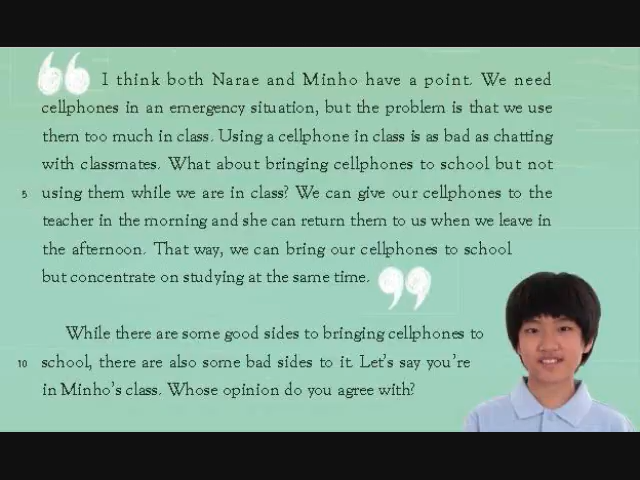 “ I think both Narae and Minho have a point. We need
cellphones in an emergency situation, but the problem is that we use
them too much in class. Using a cellphone in class is as bad as chatting
with classmates. What about bringing cellphones to school but not
5 using them while we are in class? We can give our cellphones to the
teacher in the morning and she can return them to us when we leave in
the afternoon. That way, we can bring our cellphones to school
but concentrate on studying at the same time. ”
While there are some good sides to bringing cellphones to
10 school, there are also some bad sides to it. Let’s say you’re
in Minho’s class. Whose opinion do you agree with?